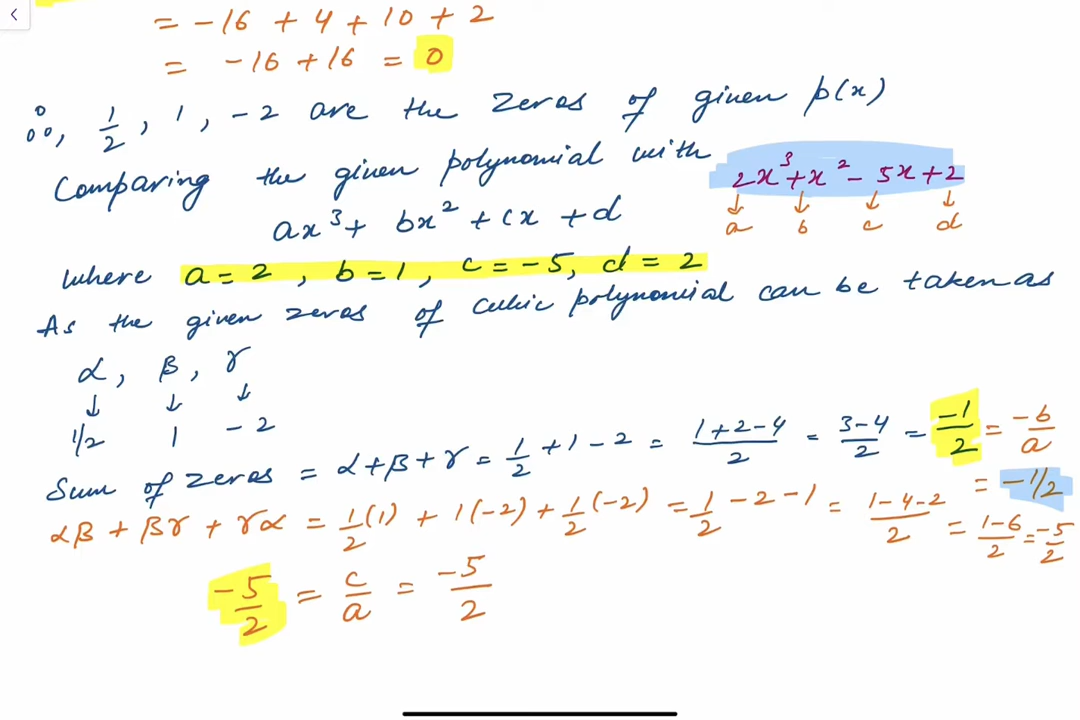 = -16 + 4 + 10 + 2
= -16 + 16 = 0
∴, 1/2, 1, -2 are the zeros of given p(x)
Comparing the given polynomial with 2x³+x²-5x+2
ax³ + bx² + cx + d
↓ a ↓ b ↓ c ↓ d
where a = 2, b = 1, c = -5, d = 2
As the given zeros of cubic polynomial can be taken as
α, β, γ
↓ ↓ ↓
1/2 1 -2
Sum of zeros = α+β+γ = 1/2 + 1 - 2 = (1+2-4)/2 = (3-4)/2 = -1/2 = -b/a
= -1/2
αβ + βγ + γα = 1/2(1) + 1(-2) + 1/2(-2) = 1/2 - 2 - 1 = (1-4-2)/2 = (1-6)/2 = -5/2
-5/2 = c/a = -5/2